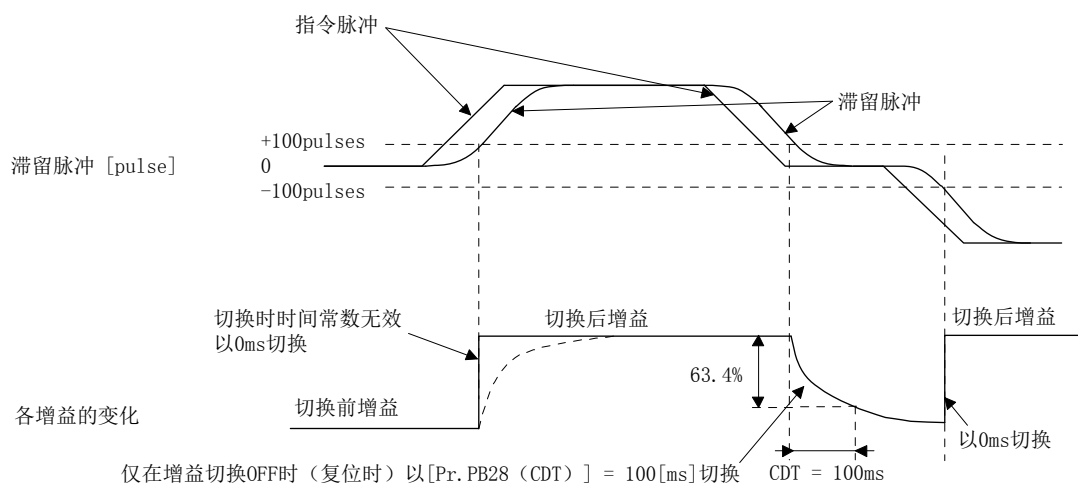 指令脉冲
滞留脉冲
+100pulses
滞留脉冲 [pulse]
0
-100pulses
切换时时间常数无效
以0ms切换
切换后增益
切换后增益
63.4%
切换前增益
各增益的变化
以0ms切换
仅在增益切换OFF时（复位时）以[Pr.PB28（CDT）] = 100[ms]切换
CDT = 100ms